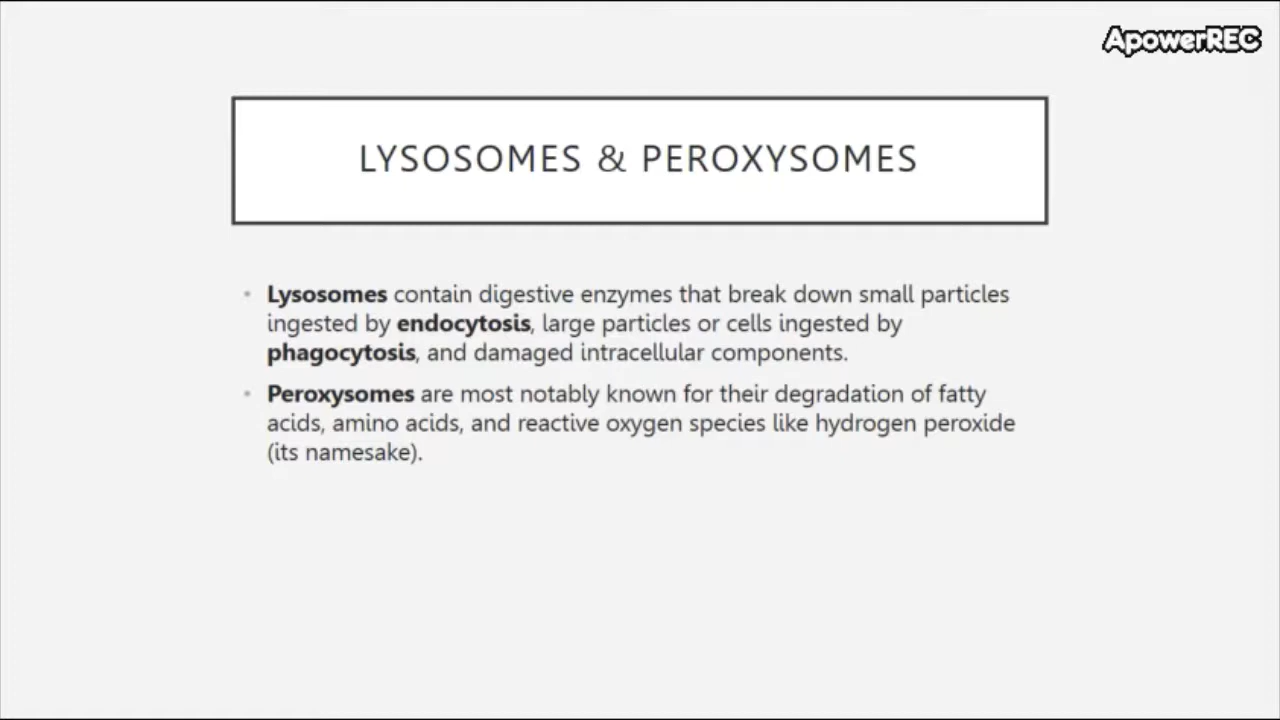 ApowerREC
LYSOSOMES & PEROXYSOMES
• Lysosomes contain digestive enzymes that break down small particles
ingested by endocytosis, large particles or cells ingested by
phagocytosis, and damaged intracellular components.
• Peroxysomes are most notably known for their degradation of fatty
acids, amino acids, and reactive oxygen species like hydrogen peroxide
(its namesake).